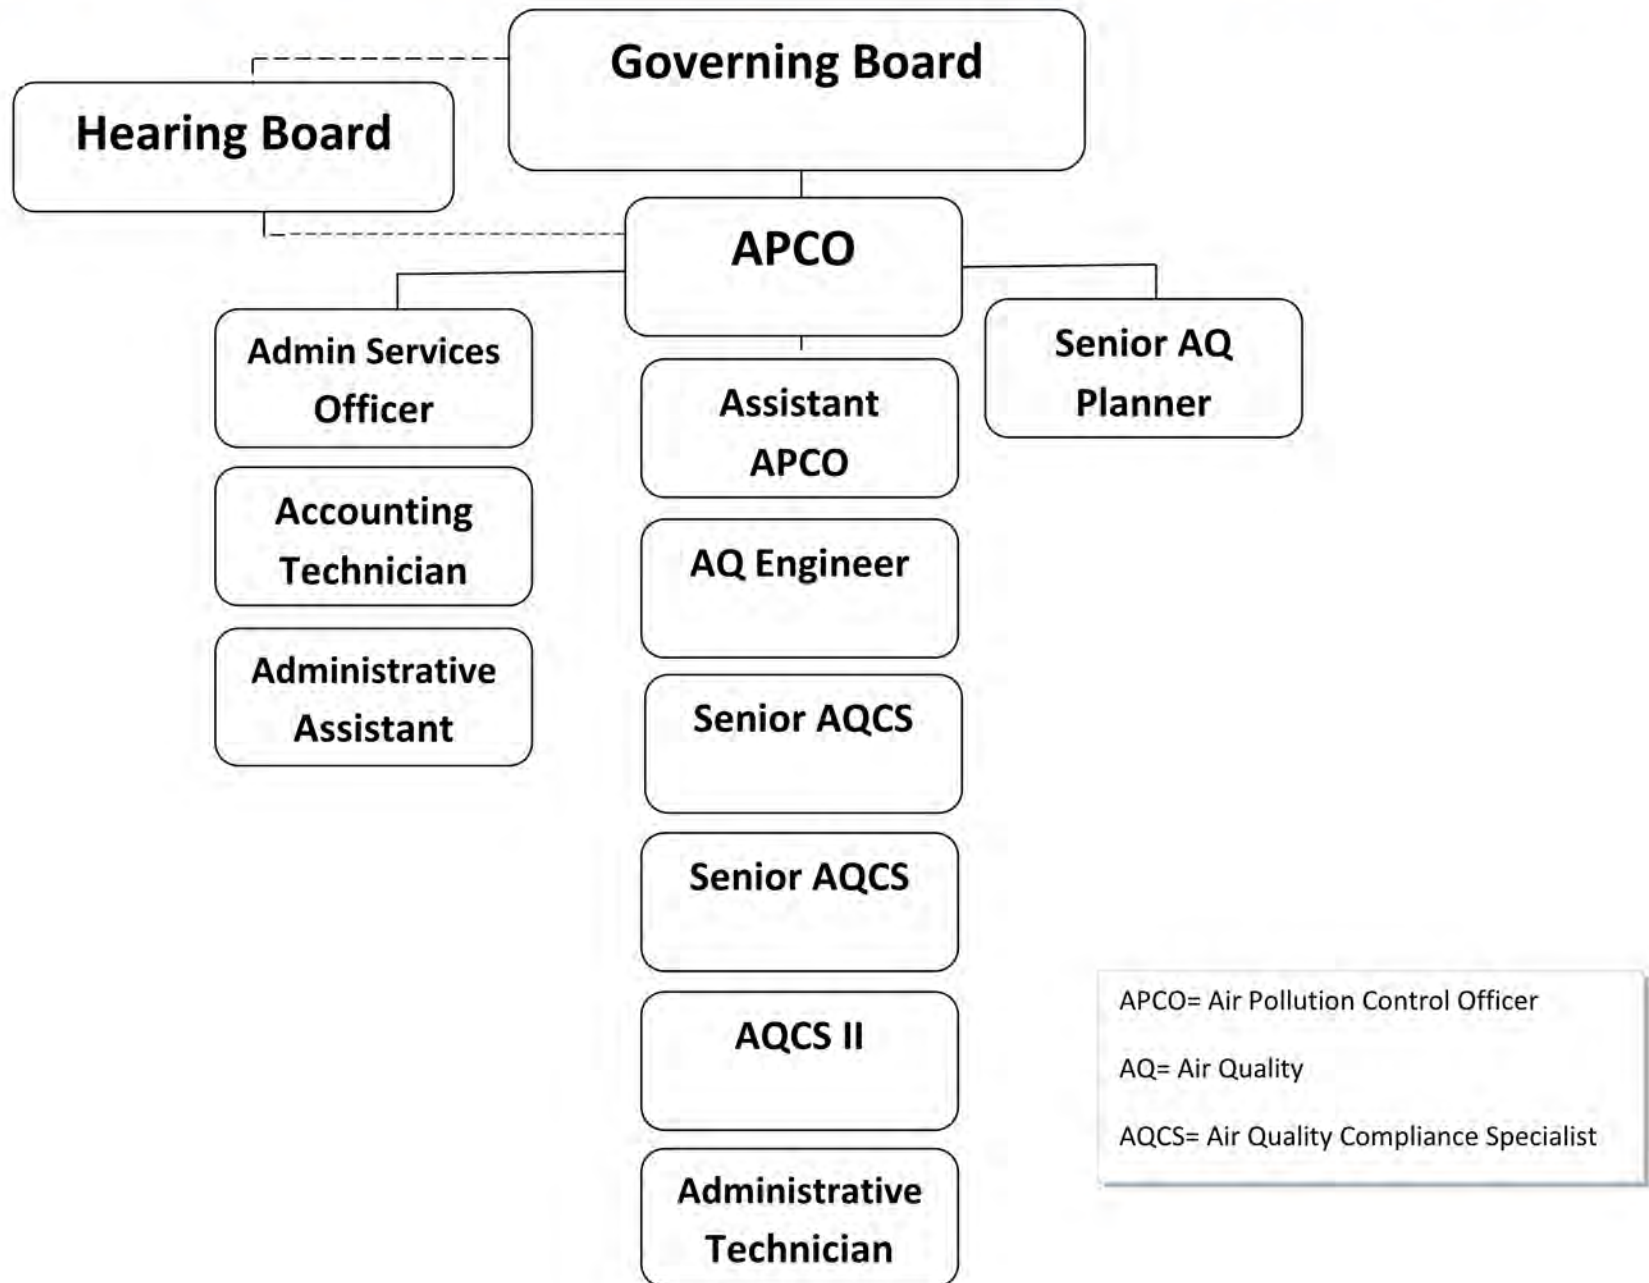 Governing Board
Hearing Board
APCO
Admin Services
Officer
Senior AQ
Planner
Assistant
APCO
Accounting
Technician
AQ Engineer
Administrative
Assistant
Senior AQCS
Senior AQCS
AQCS II
Administrative
Technician
APCO= Air Pollution Control Officer
AQ= Air Quality
AQCS= Air Quality Compliance Specialist